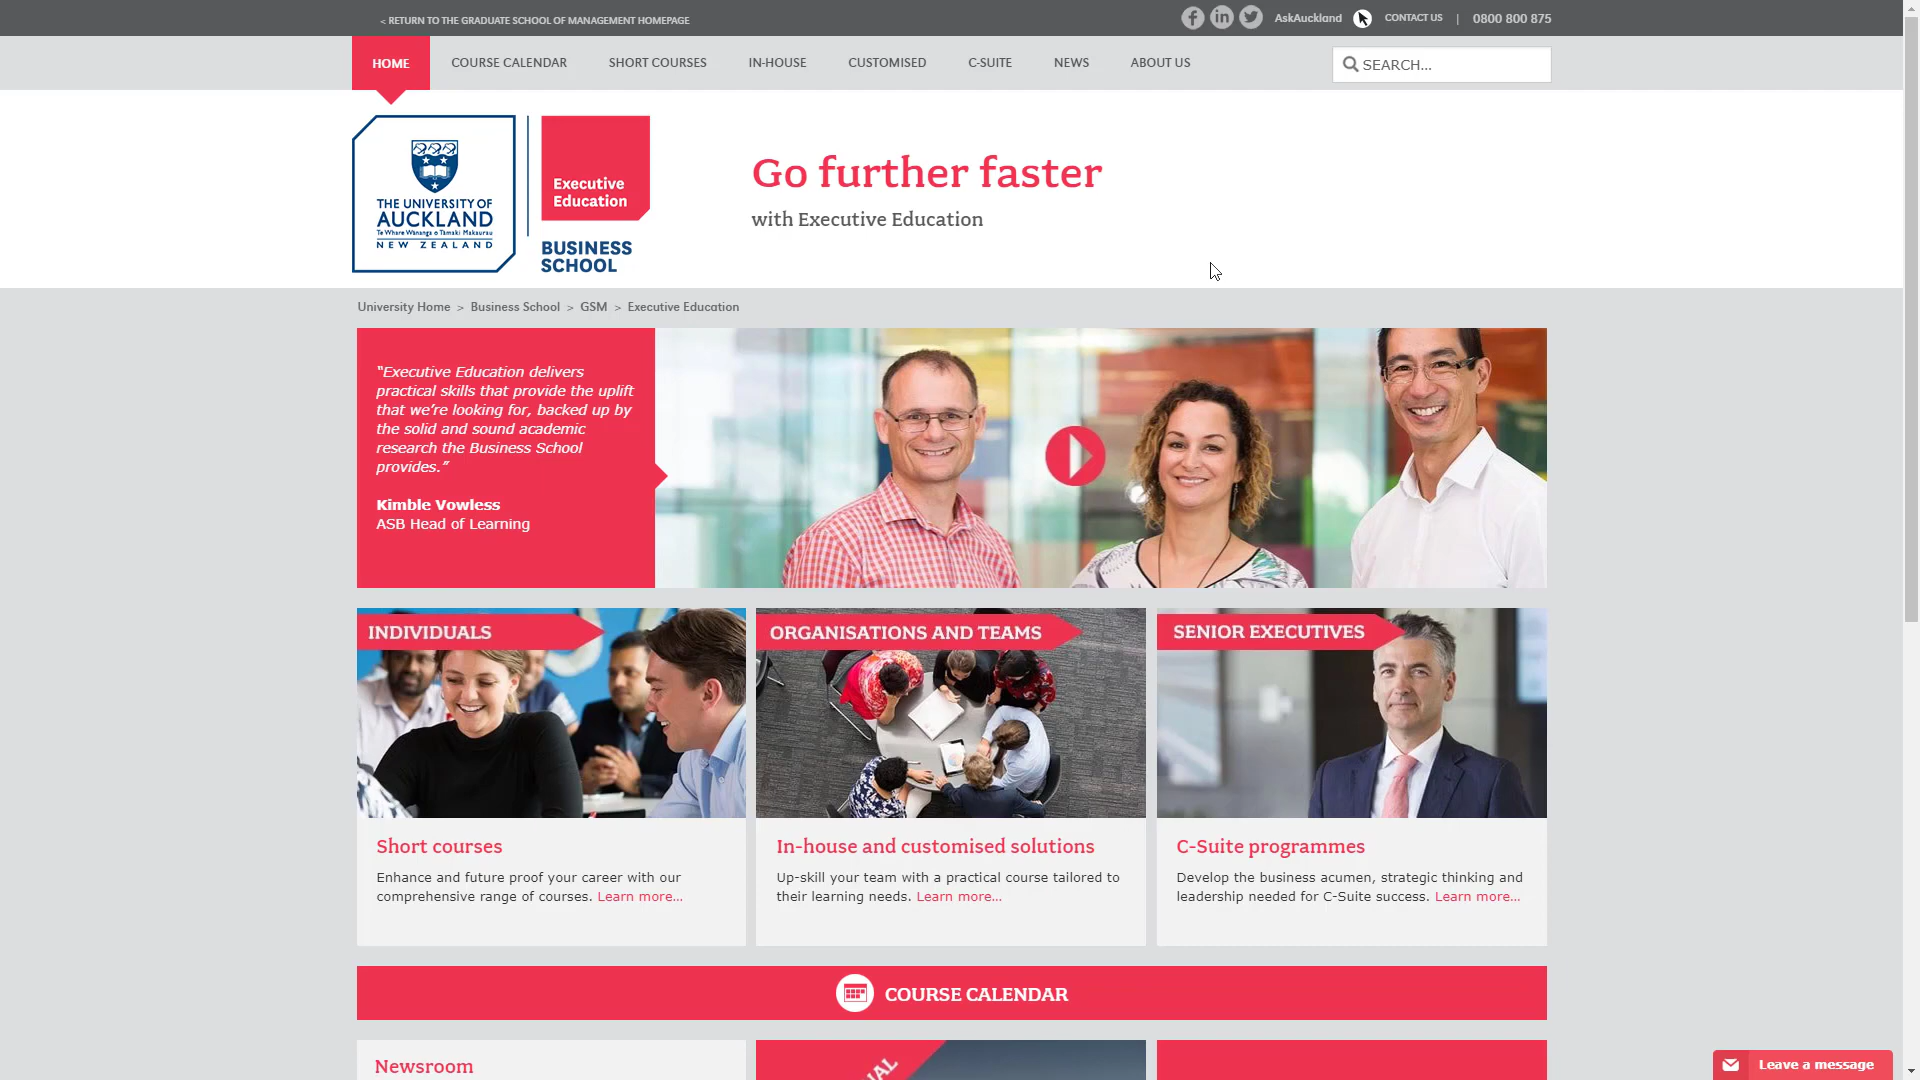 < RETURN TO THE GRADUATE SCHOOL OF MANAGEMENT HOMEPAGE
AskAuckland
CONTACT US | 0800 800 875
HOME
COURSE CALENDAR
SHORT COURSES
IN-HOUSE
CUSTOMISED
C-SUITE
NEWS
ABOUT US
SEARCH...
THE UNIVERSITY OF
AUCKLAND
Te Whare Wānanga o Tāmaki Makaurau
NEW ZEALAND
Executive
Education
BUSINESS
SCHOOL
Go further faster
with Executive Education
University Home > Business School > GSM > Executive Education
"Executive Education delivers
practical skills that provide the uplift
that we're looking for, backed up by
the solid and sound academic
research the Business School
provides."
Kimble Vowless
ASB Head of Learning
INDIVIDUALS
ORGANISATIONS AND TEAMS
SENIOR EXECUTIVES
Short courses
Enhance and future proof your career with our
comprehensive range of courses. Learn more...
In-house and customised solutions
Up-skill your team with a practical course tailored to
their learning needs. Learn more...
C-Suite programmes
Develop the business acumen, strategic thinking and
leadership needed for C-Suite success. Learn more...
COURSE CALENDAR
Newsroom
Leave a message